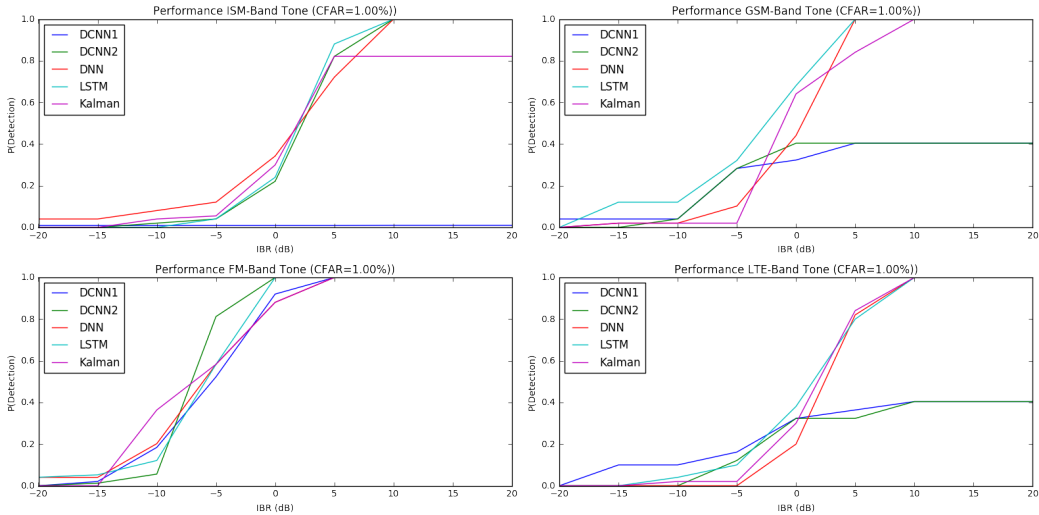 Performance ISM-Band Tone (CFAR=1.00%))
P(Detection)
1.0
0.8
0.6
0.4
0.2
0.0
DCNN1
DCNN2
DNN
LSTM
Kalman
−20 −15 −10 −5 0 5 10 15 20
IBR (dB)
Performance GSM-Band Tone (CFAR=1.00%))
P(Detection)
1.0
0.8
0.6
0.4
0.2
0.0
DCNN1
DCNN2
DNN
LSTM
Kalman
−20 −15 −10 −5 0 5 10 15 20
IBR (dB)
Performance FM-Band Tone (CFAR=1.00%))
P(Detection)
1.0
0.8
0.6
0.4
0.2
0.0
DCNN1
DCNN2
DNN
LSTM
Kalman
−20 −15 −10 −5 0 5 10 15 20
IBR (dB)
Performance LTE-Band Tone (CFAR=1.00%))
P(Detection)
1.0
0.8
0.6
0.4
0.2
0.0
DCNN1
DCNN2
DNN
LSTM
Kalman
−20 −15 −10 −5 0 5 10 15 20
IBR (dB)